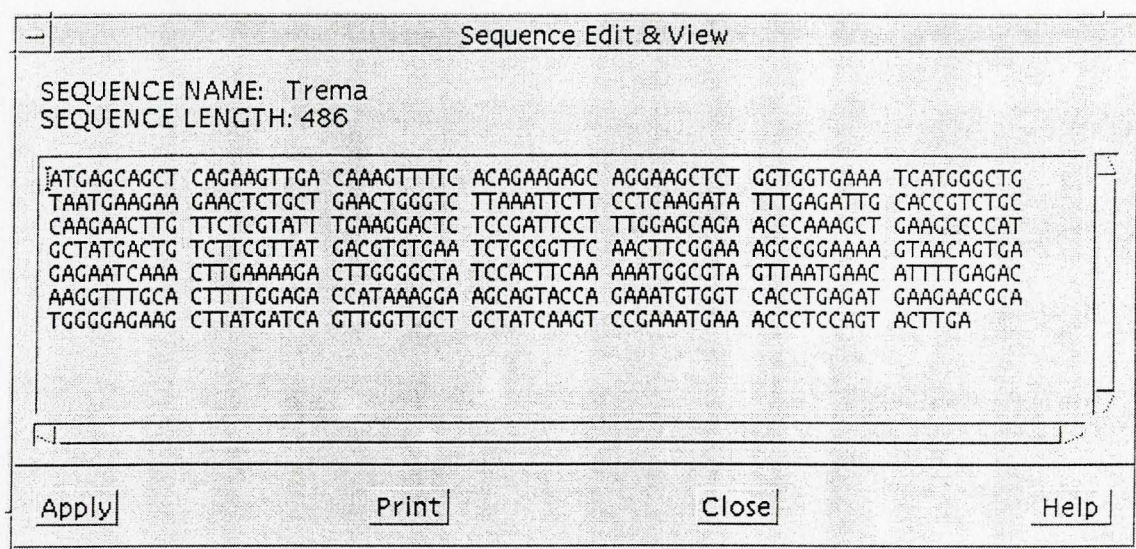 Sequence Edit & View
SEQUENCE NAME: Trema
SEQUENCE LENGTH: 486
ATGAGCAGCT CAGAAGTTGA CAAAGTTTTC ACAGAAGAGC AGGAAGCTCT GGTGGTGAAA TCATGGGCTG
TAATGAAGAA GAACTCTGCT GAACTGGGTC TTAAATTCTT CCTCAAGATA TTTGAGATTG CACCGTCTGC
CAAGAACTTG TTCTCGTATT TGAAGGACTC TCCGATTCCT TTGGAGCAGA ACCCAAAGCT GAAGCCCCAT
GCTATGACTG TCTTCGTTAT GACGTGTGAA TCTGCGGTTC AACTTCGGAA AGCCGGAAAA GTAACAGTGA
GAGAATCAAA CTTGAAAAGA CTTGGGGCTA TCCACTTCAA AAATGGCGTA GTTAATGAAC ATTTTGAGAC
AAGGTTTGCA CTTTTGGAGA CCATAAAGGA AGCAGTACCA GAAATGTGGT CACCTGAGAT GAAGAACGCA
TGGGGAGAAG CTTATGATCA GTTGGTTGCT GCTATCAAGT CCGAAATGAA ACCCTCCAGT ACTTGA
Apply Print Close Help